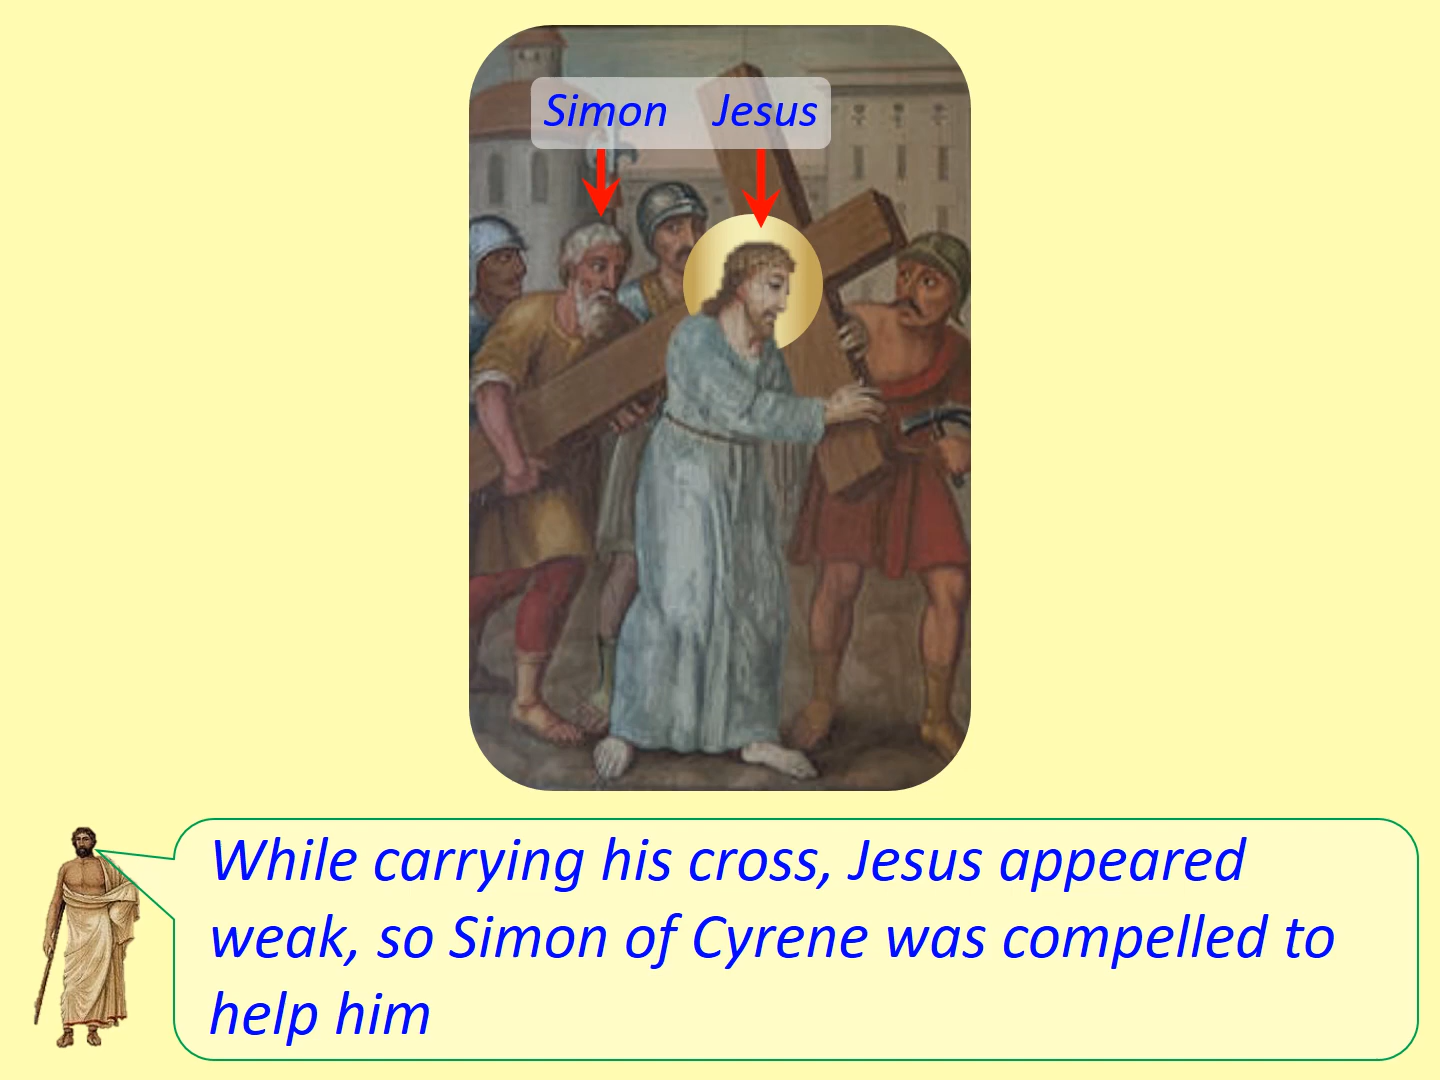 Simon Jesus
While carrying his cross, Jesus appeared
weak, so Simon of Cyrene was compelled to
help him